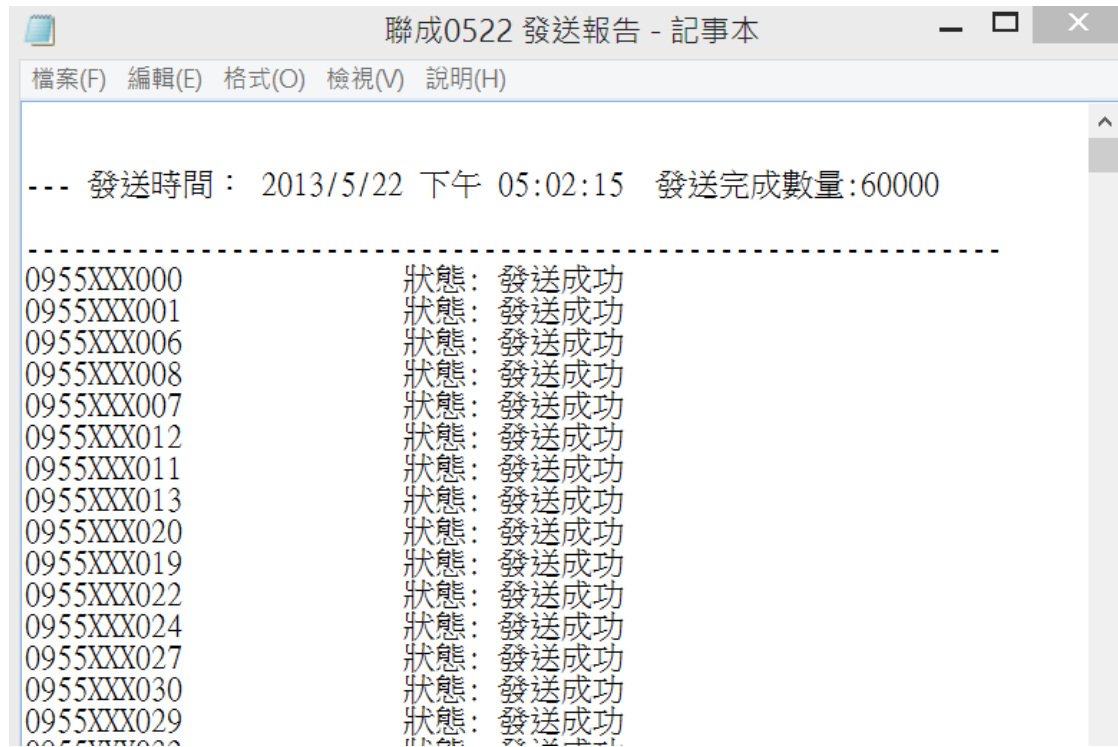 聯成0522 發送報告 - 記事本
檔案(F) 編輯(E) 格式(O) 檢視(V) 說明(H)
--- 發送時間： 2013/5/22 下午 05:02:15 發送完成數量:60000
--------------------------------------------------------------
0955XXX000 狀態: 發送成功
0955XXX001 狀態: 發送成功
0955XXX006 狀態: 發送成功
0955XXX008 狀態: 發送成功
0955XXX007 狀態: 發送成功
0955XXX012 狀態: 發送成功
0955XXX011 狀態: 發送成功
0955XXX013 狀態: 發送成功
0955XXX020 狀態: 發送成功
0955XXX019 狀態: 發送成功
0955XXX022 狀態: 發送成功
0955XXX024 狀態: 發送成功
0955XXX027 狀態: 發送成功
0955XXX030 狀態: 發送成功
0955XXX029 狀態: 發送成功